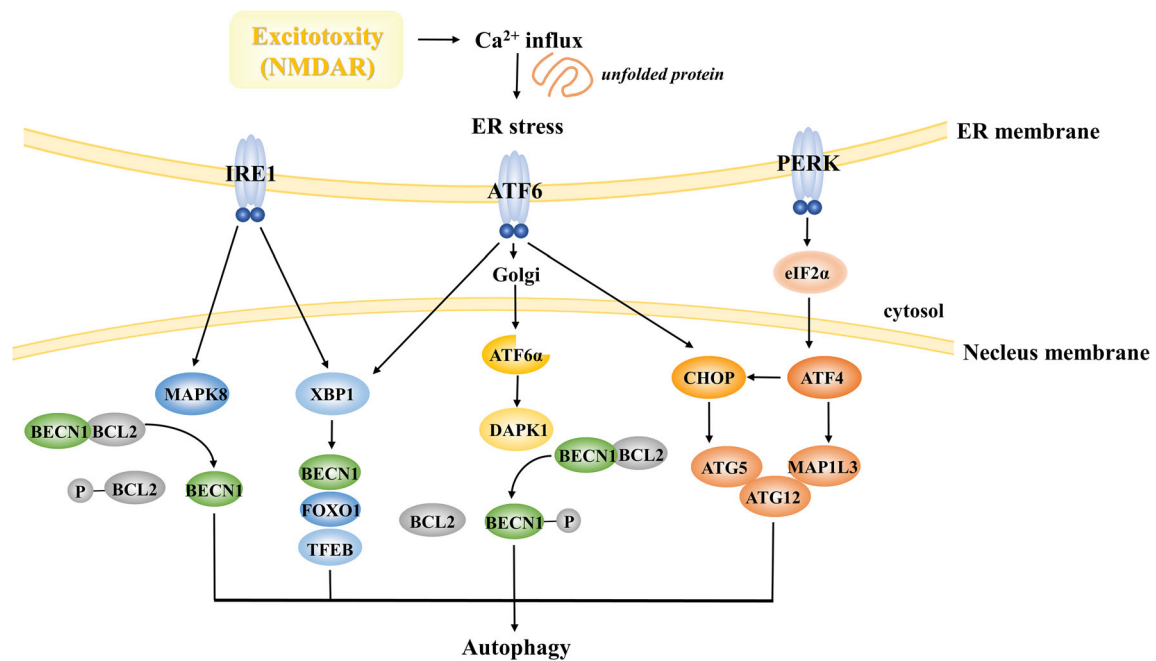 Excitotoxicity
(NMDAR)
Ca²⁺ influx
unfolded protein
ER stress
ER membrane
IRE1
ATF6
PERK
Golgi
eIF2α
cytosol
Necleus membrane
MAPK8
XBP1
ATF6α
CHOP
ATF4
DAPK1
BECN1 BCL2
BECN1 BCL2
P BCL2
BECN1
BECN1
FOXO1
TFEB
BCL2
BECN1 P
ATG5
MAP1L3
ATG12
Autophagy